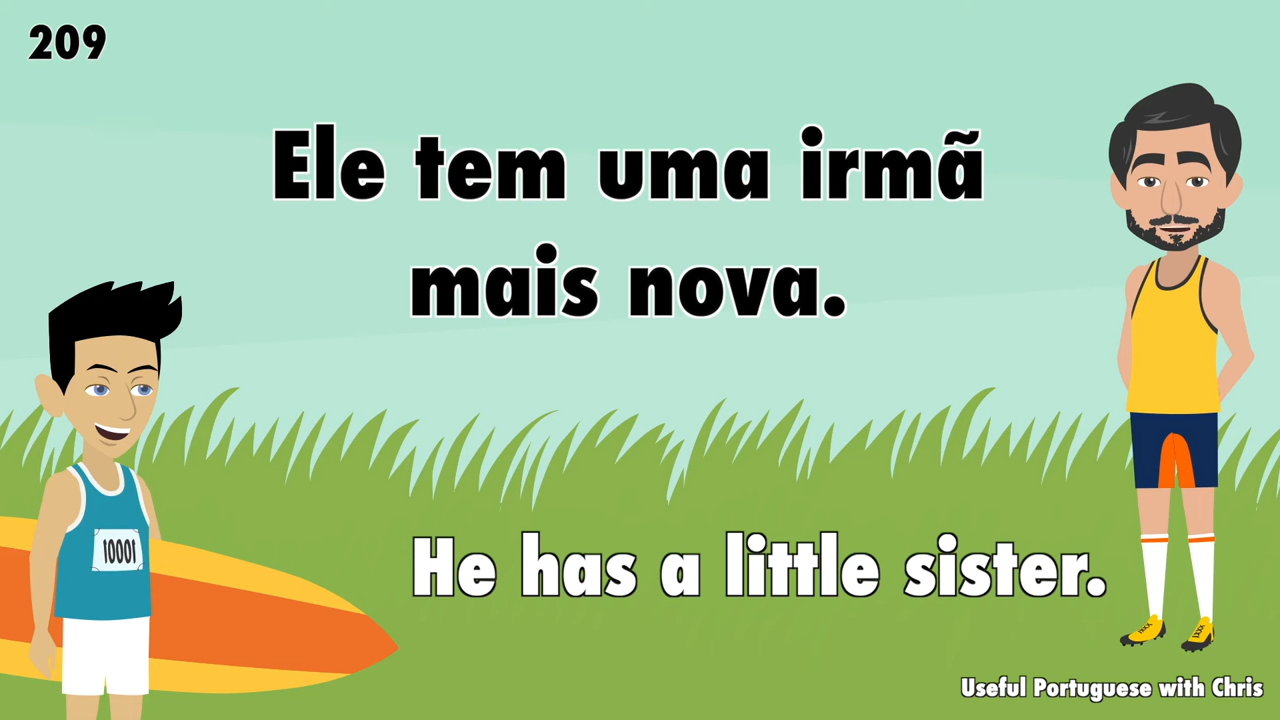 209
Ele tem uma irmã
mais nova.
10001
He has a little sister.
Useful Portuguese with Chris